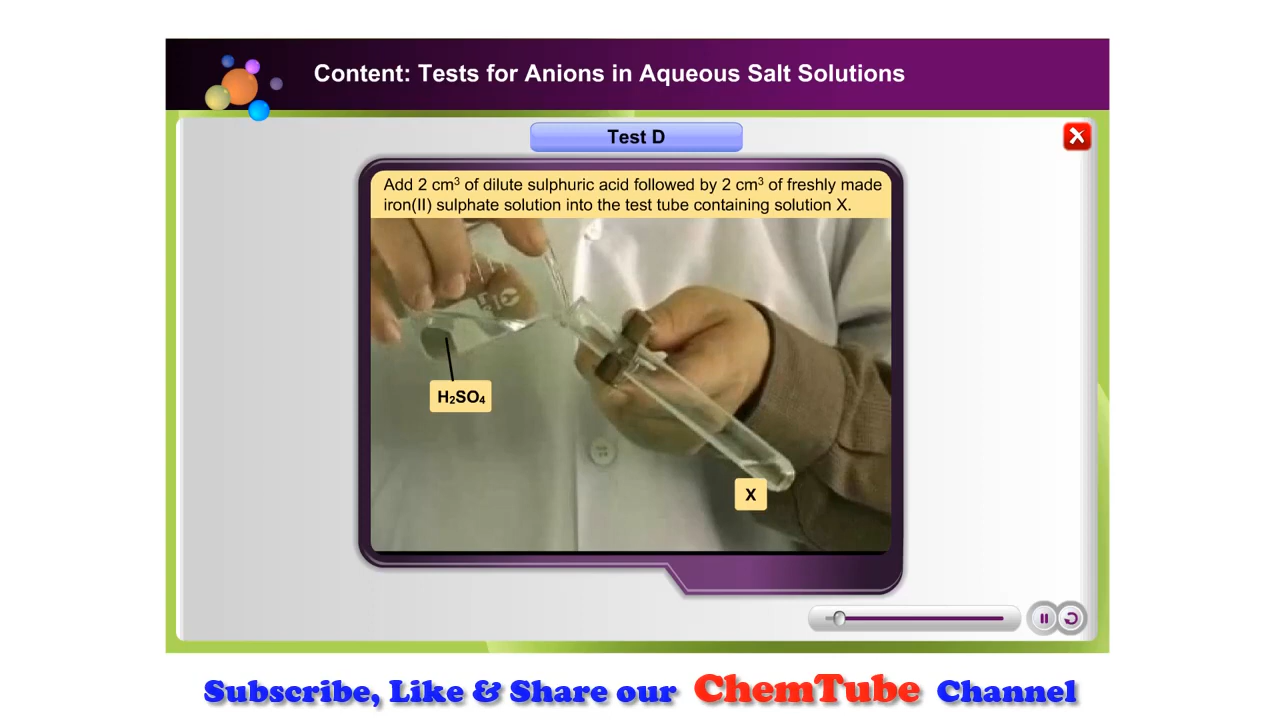 Content: Tests for Anions in Aqueous Salt Solutions
Test D
Add 2 cm³ of dilute sulphuric acid followed by 2 cm³ of freshly made
iron(II) sulphate solution into the test tube containing solution X.
H₂SO₄
X
Subscribe, Like & Share our ChemTube Channel